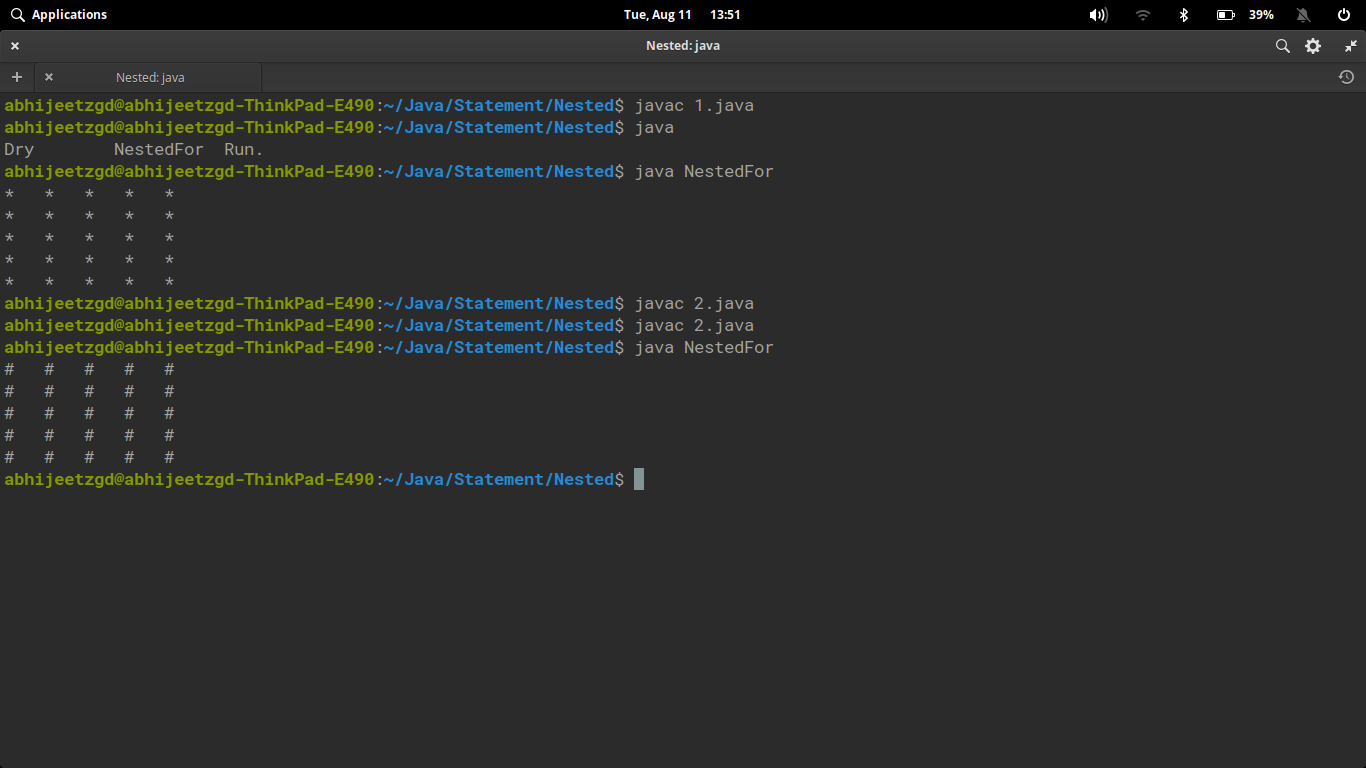 Applications Tue, Aug 11 13:51 39%
Nested: java
Nested: java
abhijeetzgd@abhijeetzgd-ThinkPad-E490:~/Java/Statement/Nested$ javac 1.java
abhijeetzgd@abhijeetzgd-ThinkPad-E490:~/Java/Statement/Nested$ java
Dry        NestedFor  Run.
abhijeetzgd@abhijeetzgd-ThinkPad-E490:~/Java/Statement/Nested$ java NestedFor
*   *   *   *   *
*   *   *   *   *
*   *   *   *   *
*   *   *   *   *
*   *   *   *   *
abhijeetzgd@abhijeetzgd-ThinkPad-E490:~/Java/Statement/Nested$ javac 2.java
abhijeetzgd@abhijeetzgd-ThinkPad-E490:~/Java/Statement/Nested$ javac 2.java
abhijeetzgd@abhijeetzgd-ThinkPad-E490:~/Java/Statement/Nested$ java NestedFor
#   #   #   #   #
#   #   #   #   #
#   #   #   #   #
#   #   #   #   #
#   #   #   #   #
abhijeetzgd@abhijeetzgd-ThinkPad-E490:~/Java/Statement/Nested$